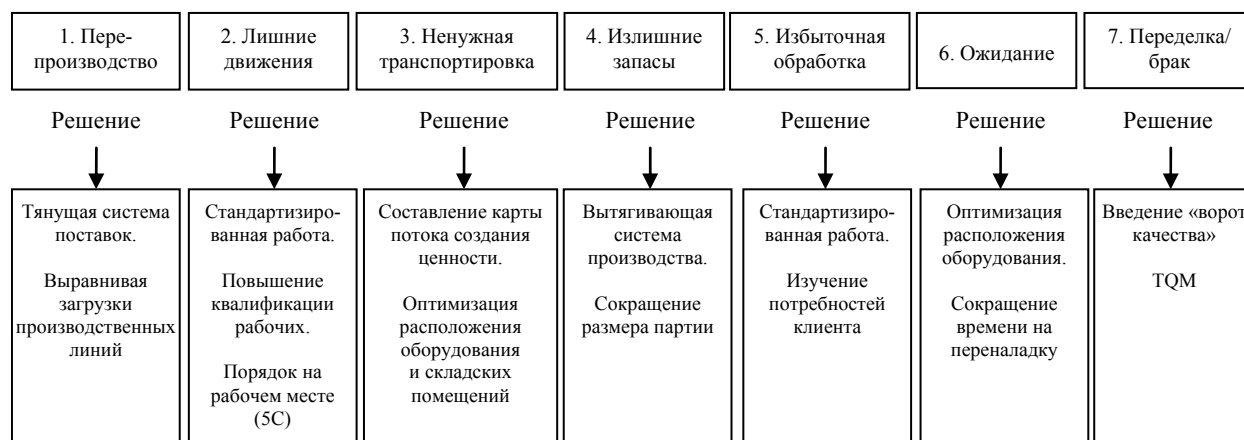 1. Пере-
производство
2. Лишние
движения
3. Ненужная
транспортировка
4. Излишние
запасы
5. Избыточная
обработка
6. Ожидание
7. Переделка/
брак
Решение
Решение
Решение
Решение
Решение
Решение
Решение
Тянущая система
поставок.
Выравнивая
загрузки
производственных
линий
Стандартизиро-
ванная работа.
Повышение
квалификации
рабочих.
Порядок на
рабочем месте
(5С)
Составление карты
потока создания
ценности.
Оптимизация
расположения
оборудования
и складских
помещений
Вытягивающая
система
производства.
Сокращение
размера партии
Стандартизиро-
ванная работа.
Изучение
потребностей
клиента
Оптимизация
расположения
оборудования.
Сокращение
времени на
переналадку
Введение «ворот
качества»
TQM